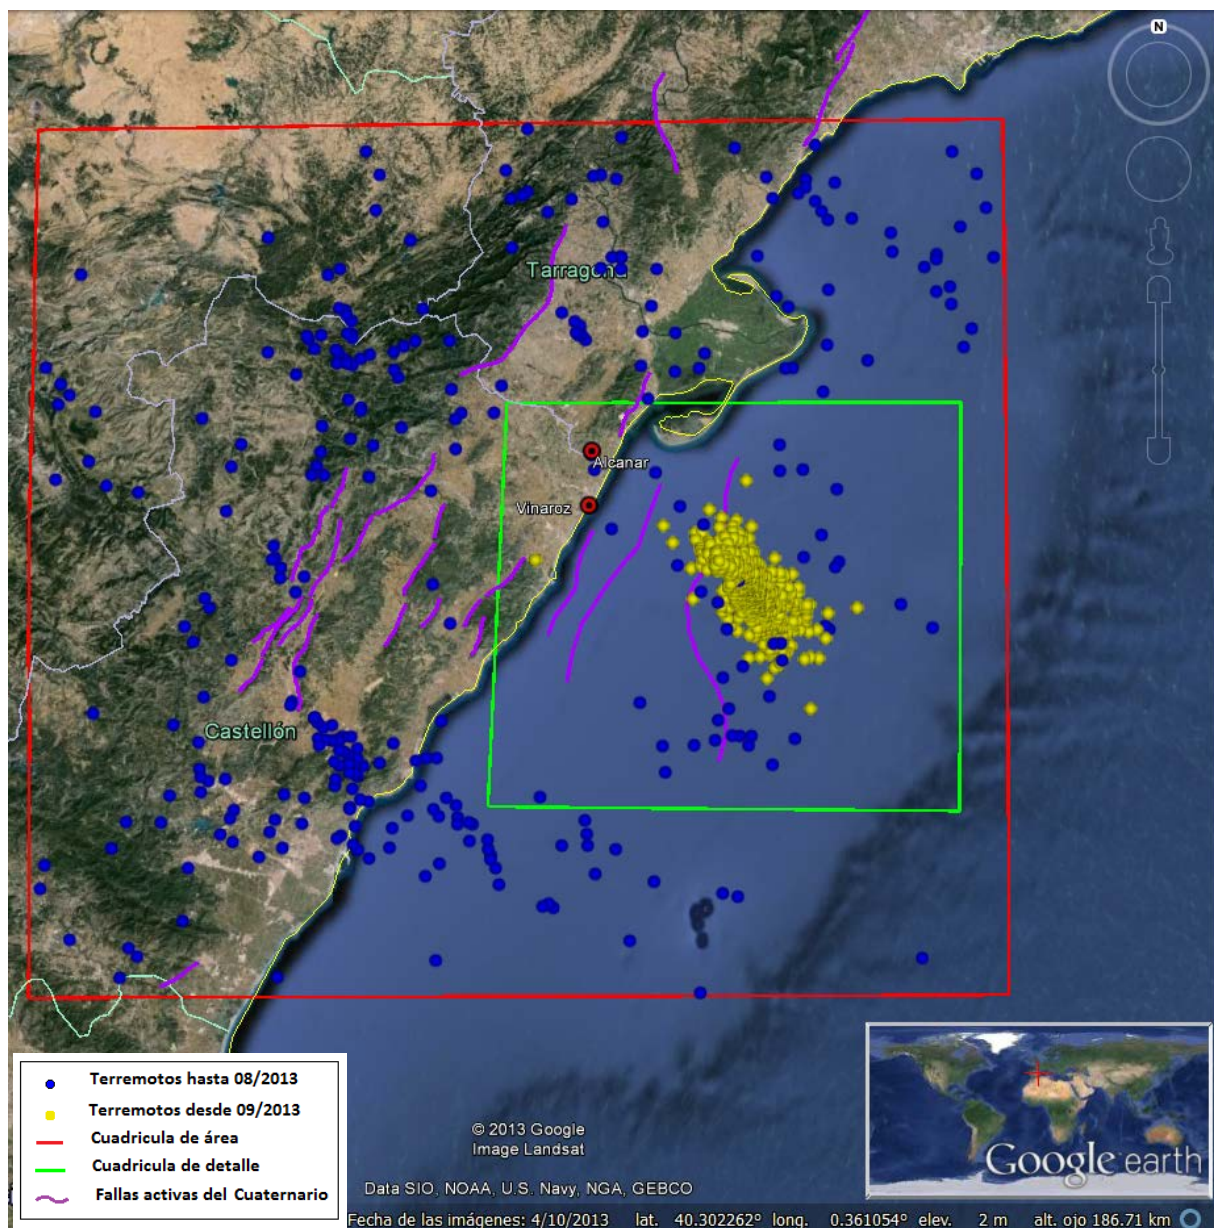 N
Tarragona
Alcanar
Vinaroz
Castellón
Terremotos hasta 08/2013
Terremotos desde 09/2013
Cuadricula de área
Cuadricula de detalle
Fallas activas del Cuaternario
© 2013 Google
Image Landsat
Data SIO, NOAA, U.S. Navy, NGA, GEBCO
Google earth
Fecha de las imágenes: 4/10/2013 lat. 40.302262° long. 0.361054° elev. 2 m alt. ojo 186.71 km